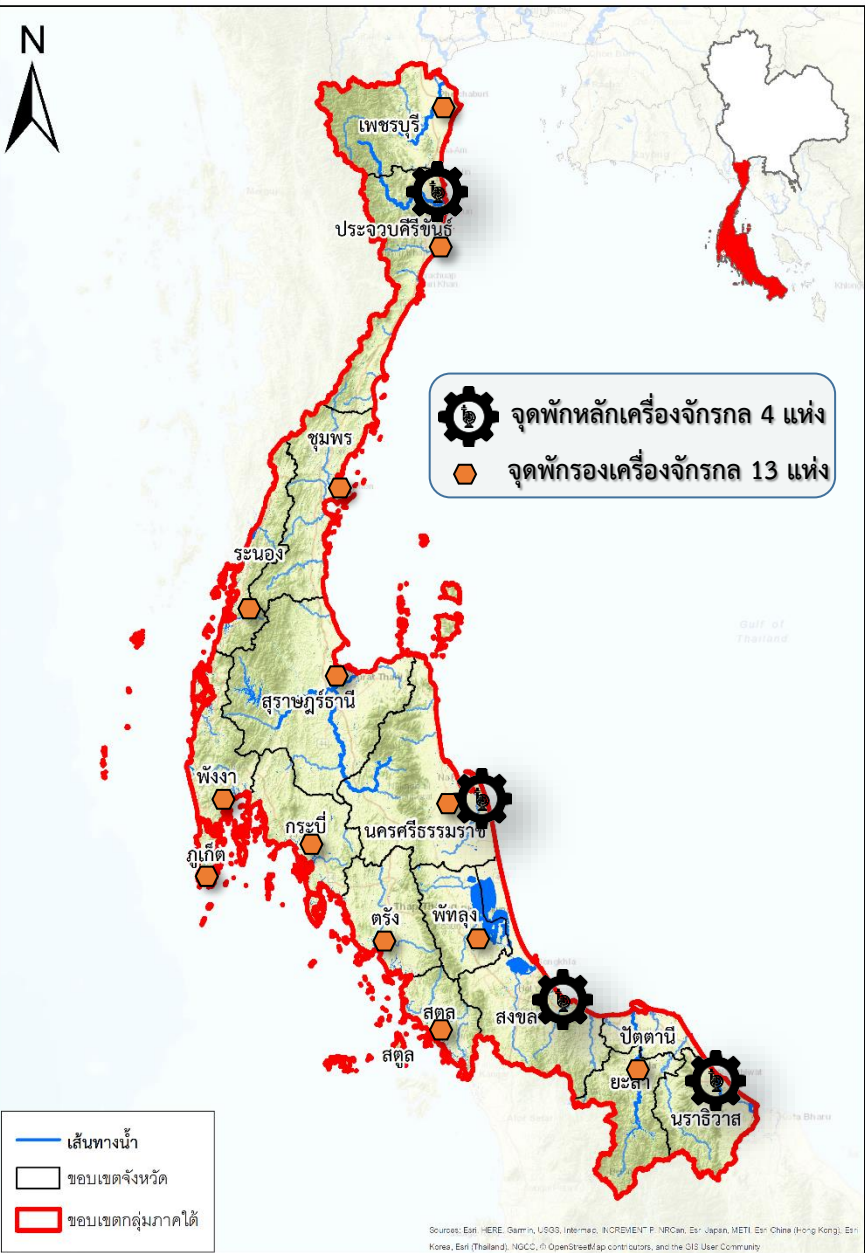 N
เพชรบุรี
ประจวบคีรีขันธ์
จุดพักหลักเครื่องจักรกล 4 แห่ง
จุดพักรองเครื่องจักรกล 13 แห่ง
ชุมพร
ระนอง
Gulf of
Thailand
สุราษฎร์ธานี
พังงา
กระบี่
นครศรีธรรมราช
ภูเก็ต
ตรัง
พัทลุง
สตูล
สงขล
สตูล
ปัตตานี
ยะลา
นราธิวาส
เส้นทางน้ำ
ขอบเขตจังหวัด
ขอบเขตกลุ่มภาคใต้
Sources: Esri, HERE, Garmin, USGS, Intermap, INCREMENT P, NRCan, Esri Japan, METI, Esri China (Hong Kong), Esri
Korea, Esri (Thailand), NGCC, © OpenStreetMap contributors, and the GIS User Community